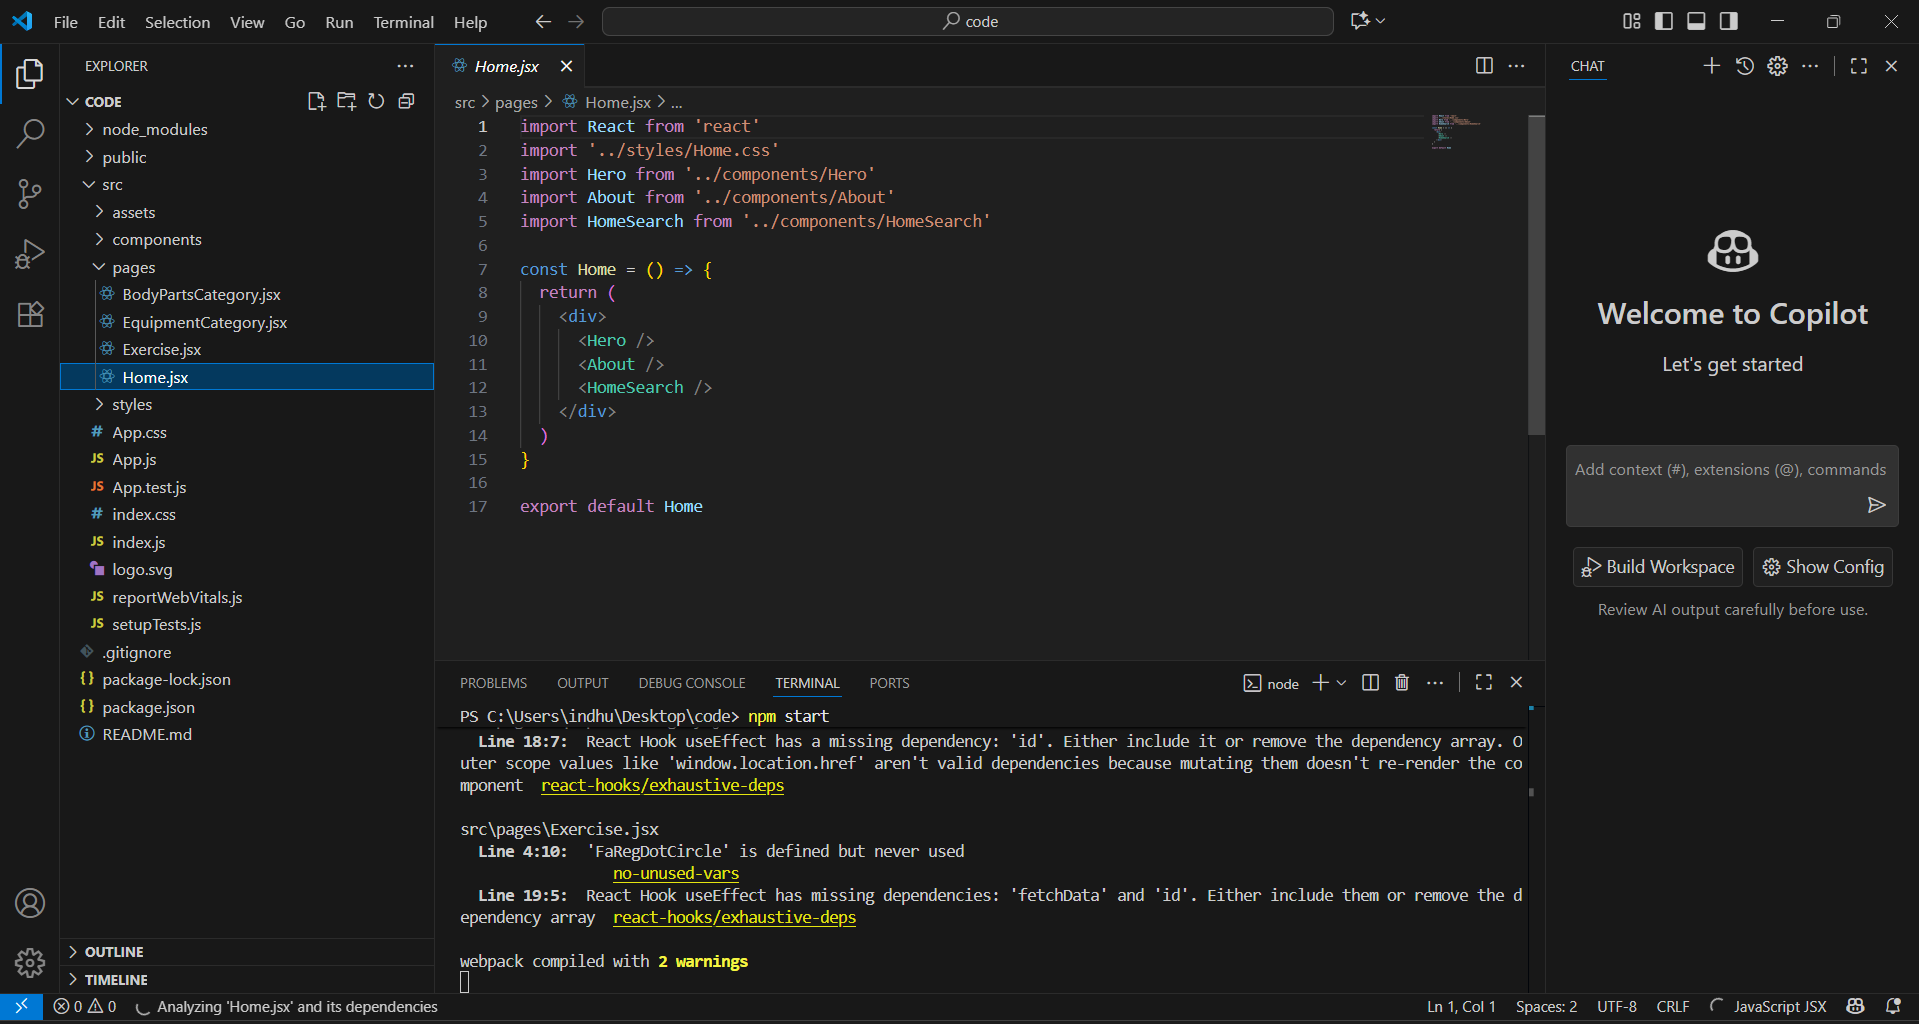 File Edit Selection View Go Run Terminal Help
code
EXPLORER
CODE
node_modules
public
src
assets
components
pages
BodyPartsCategory.jsx
EquipmentCategory.jsx
Exercise.jsx
Home.jsx
styles
# App.css
JS App.js
JS App.test.js
# index.css
JS index.js
logo.svg
JS reportWebVitals.js
JS setupTests.js
.gitignore
{} package-lock.json
{} package.json
README.md
OUTLINE
TIMELINE
Home.jsx
src > pages > Home.jsx > ...
1 import React from 'react'
2 import '../styles/Home.css'
3 import Hero from '../components/Hero'
4 import About from '../components/About'
5 import HomeSearch from '../components/HomeSearch'
6
7 const Home = () => {
8 return (
9 <div>
10 <Hero />
11 <About />
12 <HomeSearch />
13 </div>
14 )
15 }
16
17 export default Home
PROBLEMS OUTPUT DEBUG CONSOLE TERMINAL PORTS
node
PS C:\Users\indhu\Desktop\code> npm start
Line 18:7: React Hook useEffect has a missing dependency: 'id'. Either include it or remove the dependency array. O
uter scope values like 'window.location.href' aren't valid dependencies because mutating them doesn't re-render the co
mponent react-hooks/exhaustive-deps
src\pages\Exercise.jsx
Line 4:10: 'FaRegDotCircle' is defined but never used
no-unused-vars
Line 19:5: React Hook useEffect has missing dependencies: 'fetchData' and 'id'. Either include them or remove the d
ependency array react-hooks/exhaustive-deps
webpack compiled with 2 warnings
CHAT
Welcome to Copilot
Let's get started
Add context (#), extensions (@), commands
Build Workspace
Show Config
Review AI output carefully before use.
0 0 Analyzing 'Home.jsx' and its dependencies
Ln 1, Col 1 Spaces: 2 UTF-8 CRLF JavaScript JSX